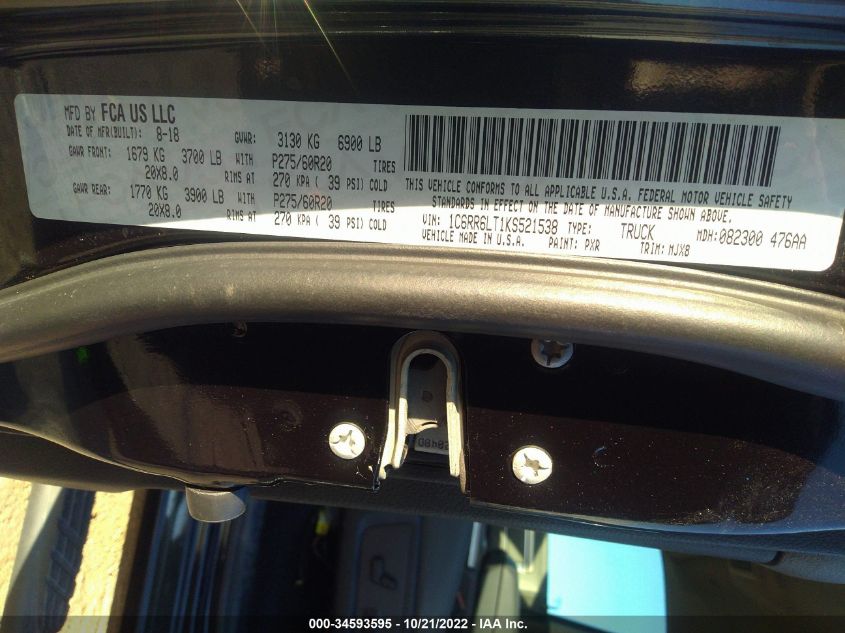 MFD BY FCA US LLC
DATE OF MFR(BUILT): 8-18 GVWR: 3130 KG 6900 LB
GAWR FRONT: 1679 KG 3700 LB WITH P275/60R20 TIRES
20X8.0 RIMS AT 270 KPA ( 39 PSI) COLD
GAWR REAR: 1770 KG 3900 LB WITH P275/60R20 TIRES
20X8.0 RIMS AT 270 KPA ( 39 PSI) COLD
THIS VEHICLE CONFORMS TO ALL APPLICABLE U.S.A. FEDERAL MOTOR VEHICLE SAFETY
STANDARDS IN EFFECT ON THE DATE OF MANUFACTURE SHOWN ABOVE.
VIN: 1C6RR6LT1KS521538 TYPE: TRUCK MDH:082300 476AA
VEHICLE MADE IN U.S.A. PAINT: PXR TRIM: MJX8
000-34593595 - 10/21/2022 - IAA Inc.